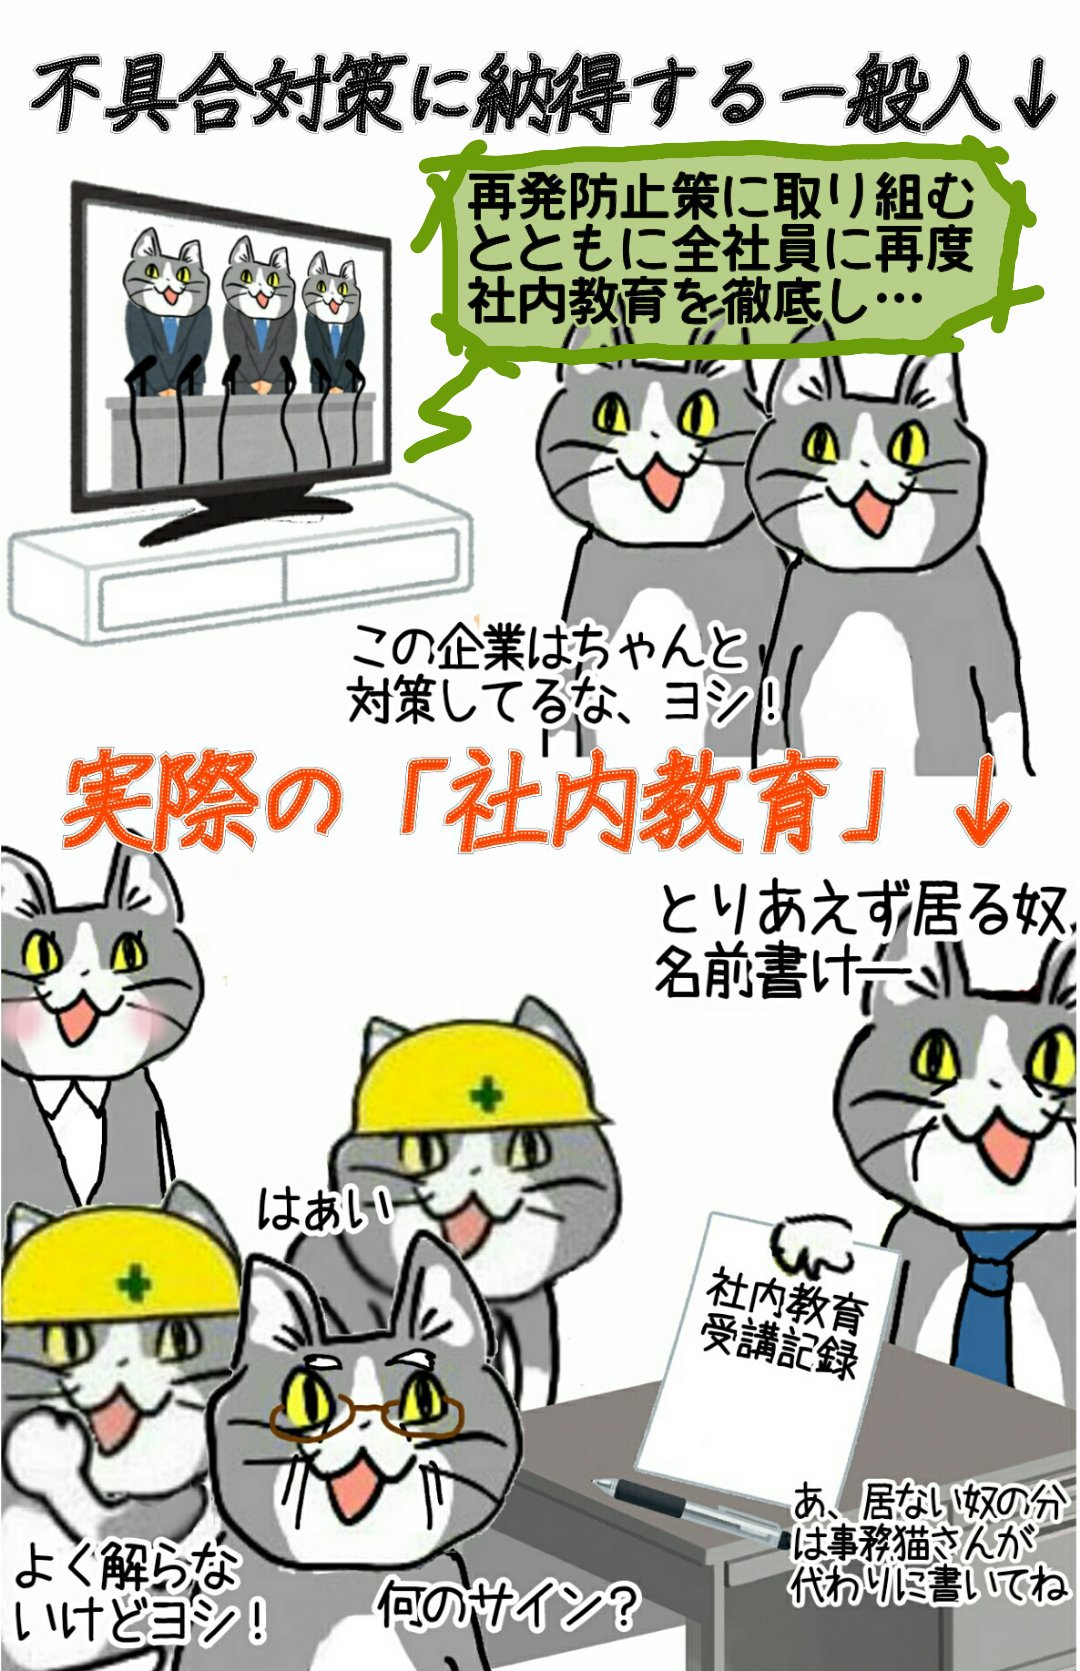 不具合対策に納得する一般人↓
再発防止策に取り組む
とともに全社員に再度
社内教育を徹底し…
この企業はちゃんと
対策してるな、ヨシ！
実際の「社内教育」↓
とりあえず居る奴
名前書けー
はぁい
社内教育
受講記録
よく解らな
いけどヨシ！
何のサイン？
あ、居ない奴の分
は事務猫さんが
代わりに書いてね